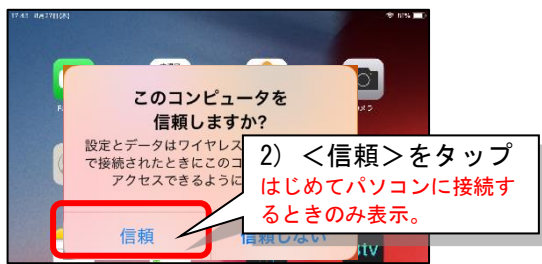 このコンピュータを
信頼しますか?
設定とデータはワイヤレス
で接続されたときにこのコ
アクセスできるように
信頼
信頼しない
2) <信頼>をタップ
はじめてパソコンに接続す
るときのみ表示。
tv